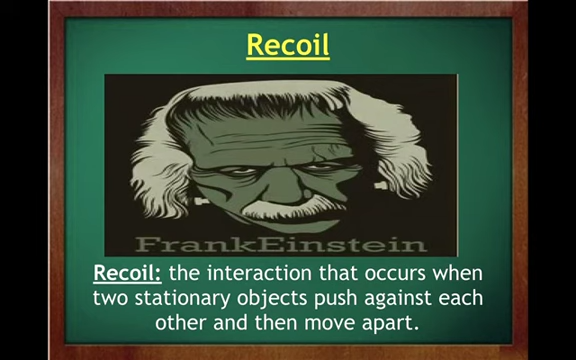 Recoil
FrankEinstein
Recoil: the interaction that occurs when
two stationary objects push against each
other and then move apart.